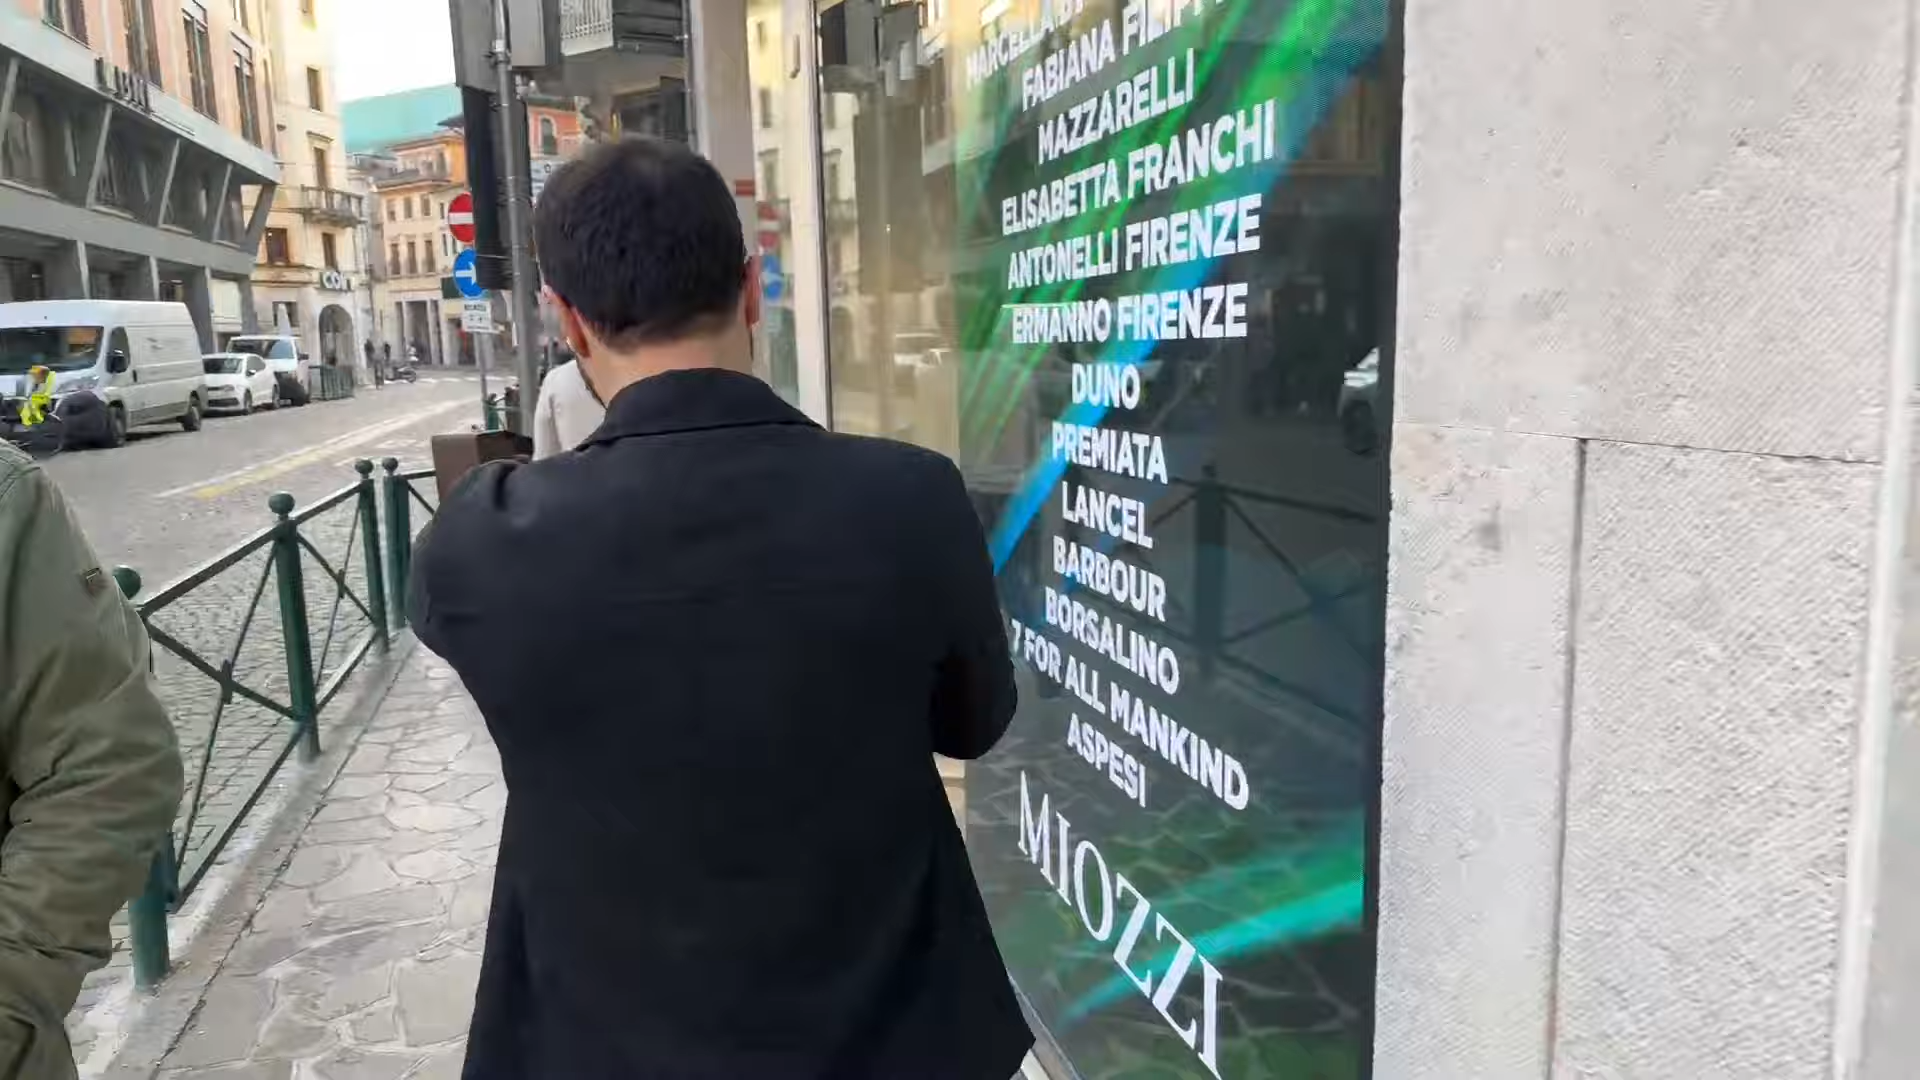 FABIANA FILIPPI
MAZZARELLI
ELISABETTA FRANCHI
ANTONELLI FIRENZE
ERMANNO FIRENZE
DUNO
PREMIATA
LANCEL
BARBOUR
BORSALINO
7 FOR ALL MANKIND
ASPESI
MIOZZI